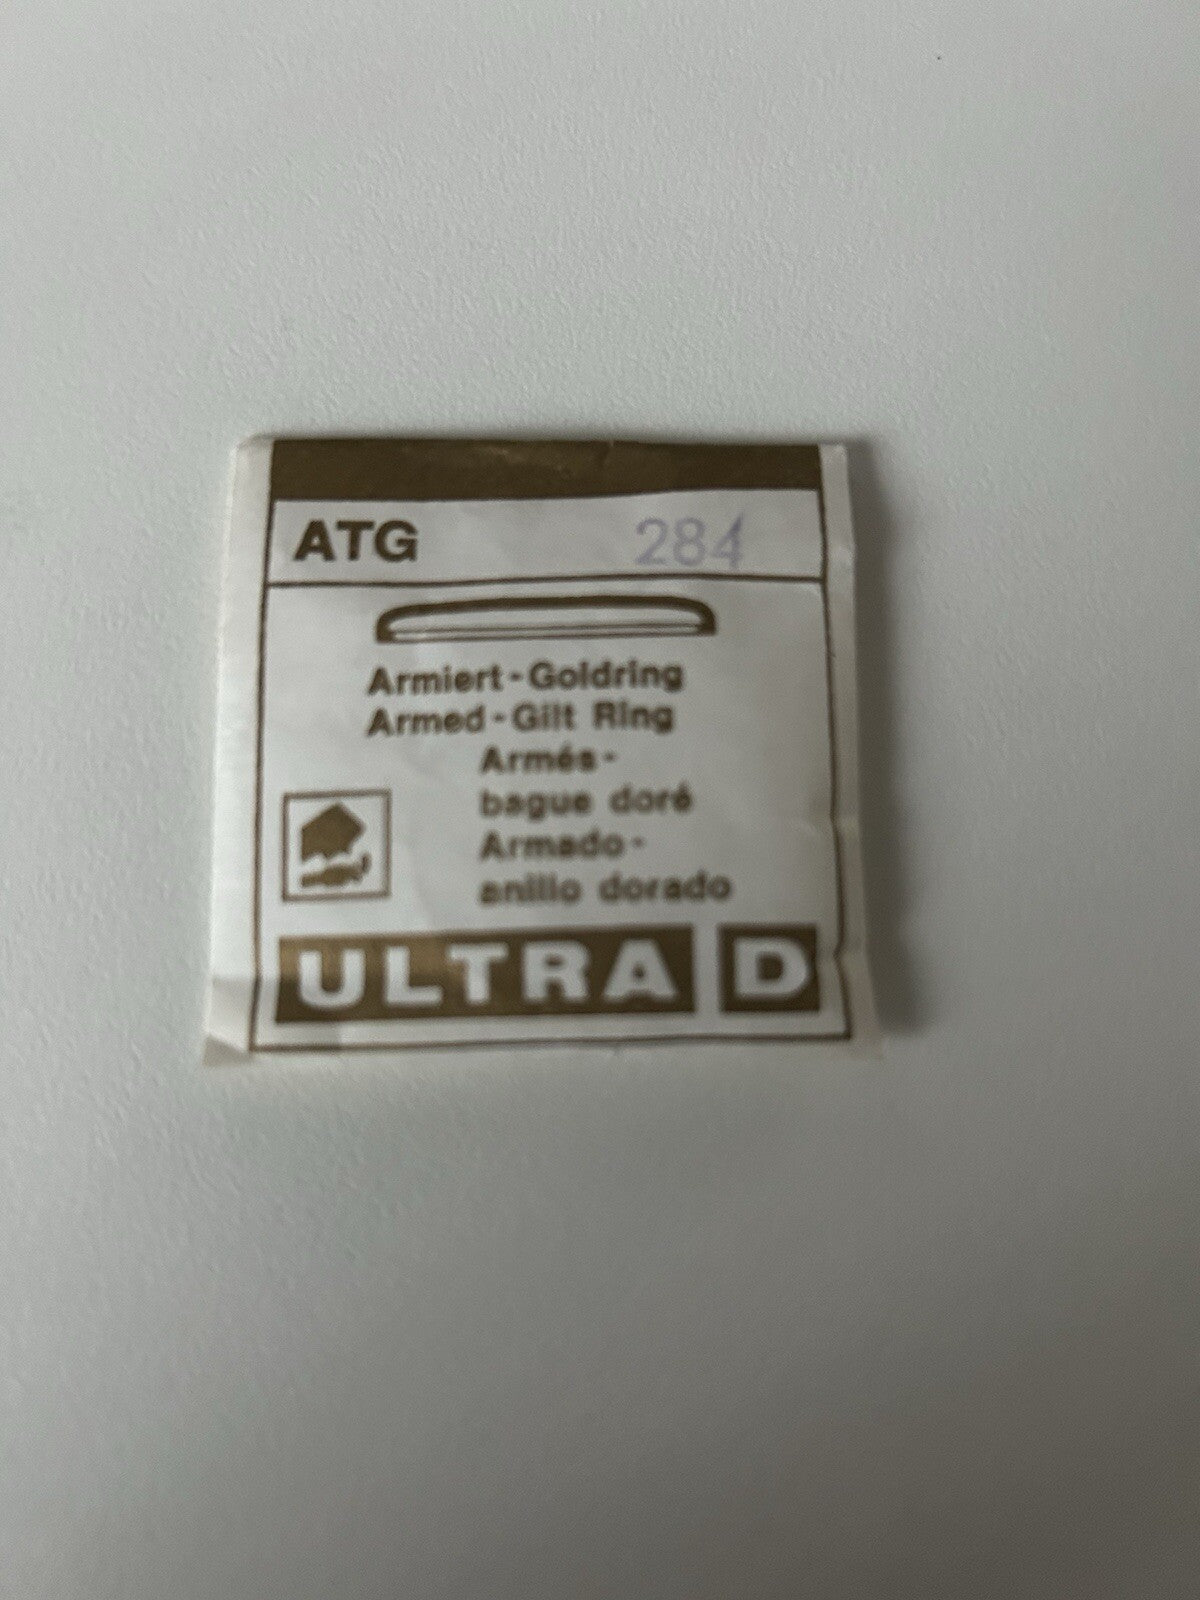 ATG 284
Armiert-Goldring
Armed-Gilt Ring
Armés-
bague doré
Armado-
anillo dorado
ULTRA D